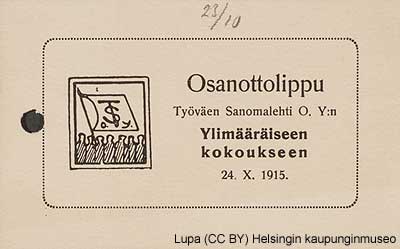 23/10
Osanottolippu
Työväen Sanomalehti O. Y:n
Ylimääräiseen
kokoukseen
24. X. 1915.
Lupa (CC BY) Helsingin kaupunginmuseo